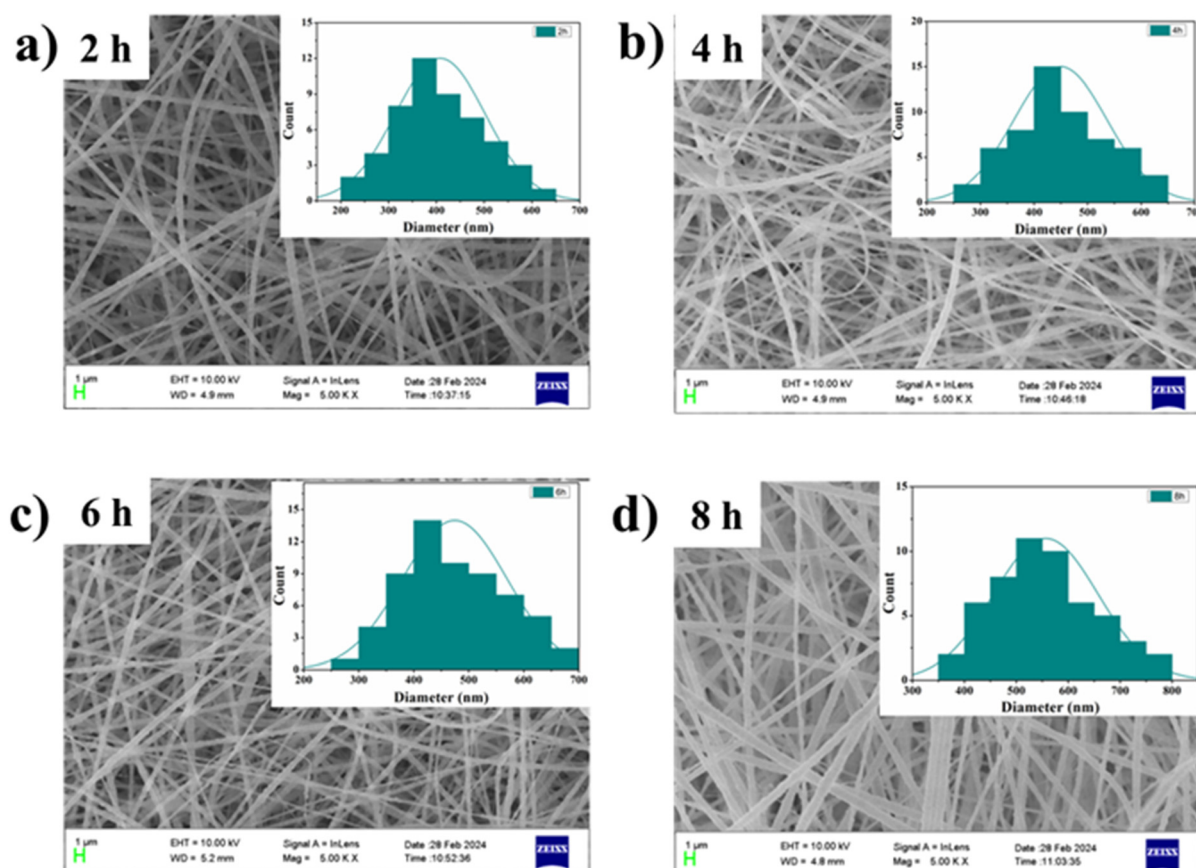 a) 2 h
2h
15
12
9
6
3
0
Count
200 300 400 500 600 700
Diameter (nm)
1 µm
EHT = 10.00 kV Signal A = InLens Date :28 Feb 2024
WD = 4.9 mm Mag = 5.00 K X Time :10:37:15
ZEISS
b) 4 h
4h
20
15
10
5
0
Count
200 300 400 500 600 700
Diameter (nm)
1 µm
EHT = 10.00 kV Signal A = InLens Date :28 Feb 2024
WD = 4.9 mm Mag = 5.00 K X Time :10:46:18
ZEISS
c) 6 h
6h
15
12
9
6
3
0
Count
200 300 400 500 600 700
Diameter (nm)
1 µm
EHT = 10.00 kV Signal A = InLens Date :28 Feb 2024
WD = 5.2 mm Mag = 5.00 K X Time :10:52:36
ZEISS
d) 8 h
8h
15
10
5
0
Count
300 400 500 600 700 800
Diameter (nm)
1 µm
EHT = 10.00 kV Signal A = InLens Date :28 Feb 2024
WD = 4.8 mm Mag = 5.00 K X Time :11:03:35
ZEISS